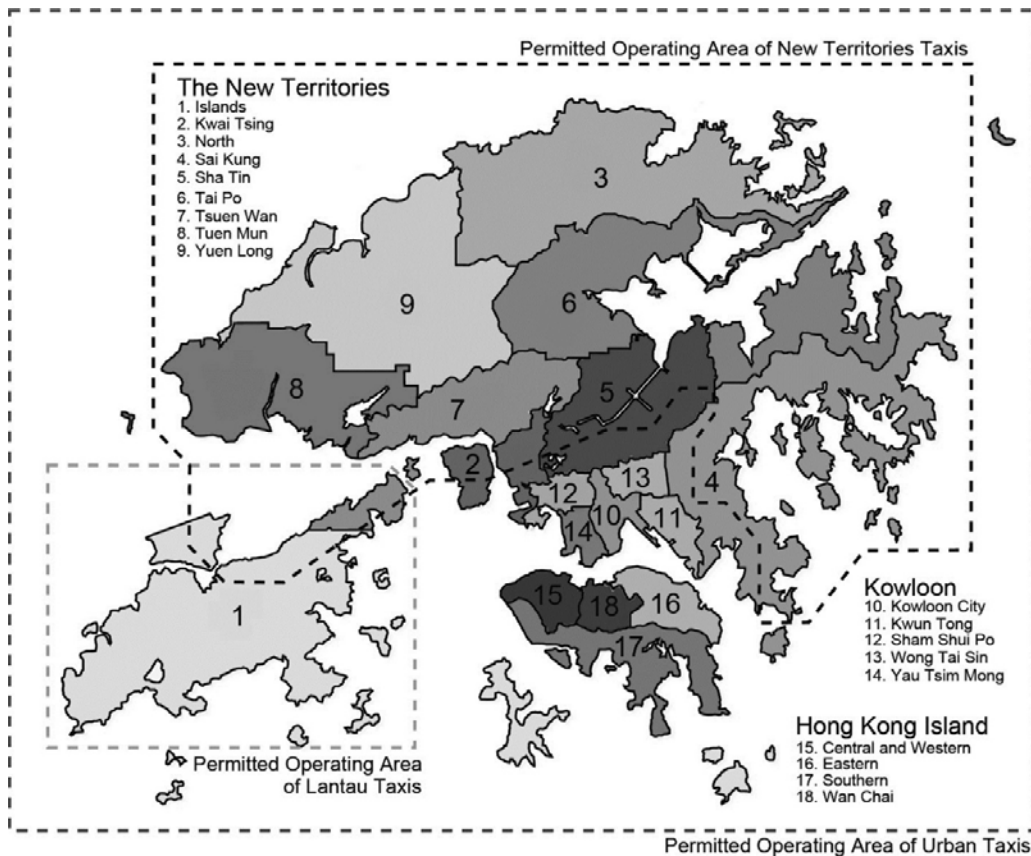 Permitted Operating Area of New Territories Taxis
The New Territories
1. Islands
2. Kwai Tsing
3. North
4. Sai Kung
5. Sha Tin
6. Tai Po
7. Tsuen Wan
8. Tuen Mun
9. Yuen Long
3
9
6
8
5
7
2
13
4
12
10
11
14
1
15
18
16
17
Kowloon
10. Kowloon City
11. Kwun Tong
12. Sham Shui Po
13. Wong Tai Sin
14. Yau Tsim Mong
Hong Kong Island
15. Central and Western
16. Eastern
17. Southern
18. Wan Chai
Permitted Operating Area
of Lantau Taxis
Permitted Operating Area of Urban Taxis